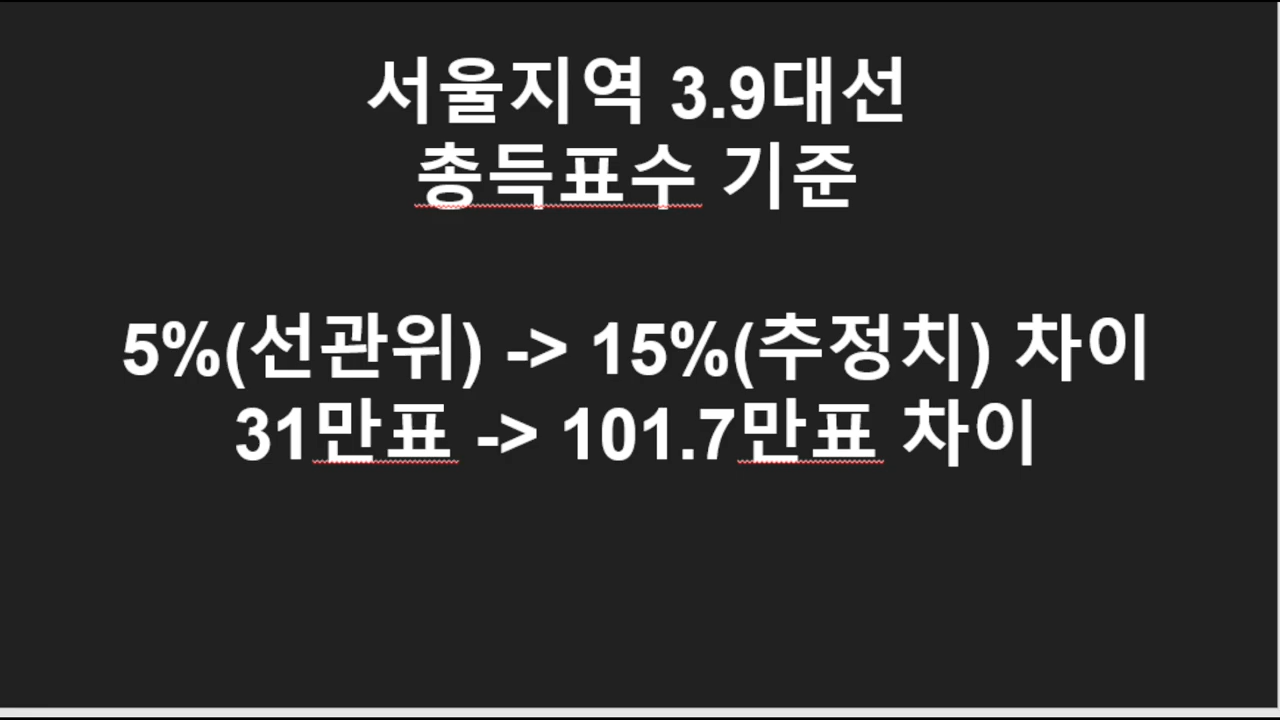 서울지역 3.9대선
총득표수 기준
5%(선관위) -> 15%(추정치) 차이
31만표 -> 101.7만표 차이